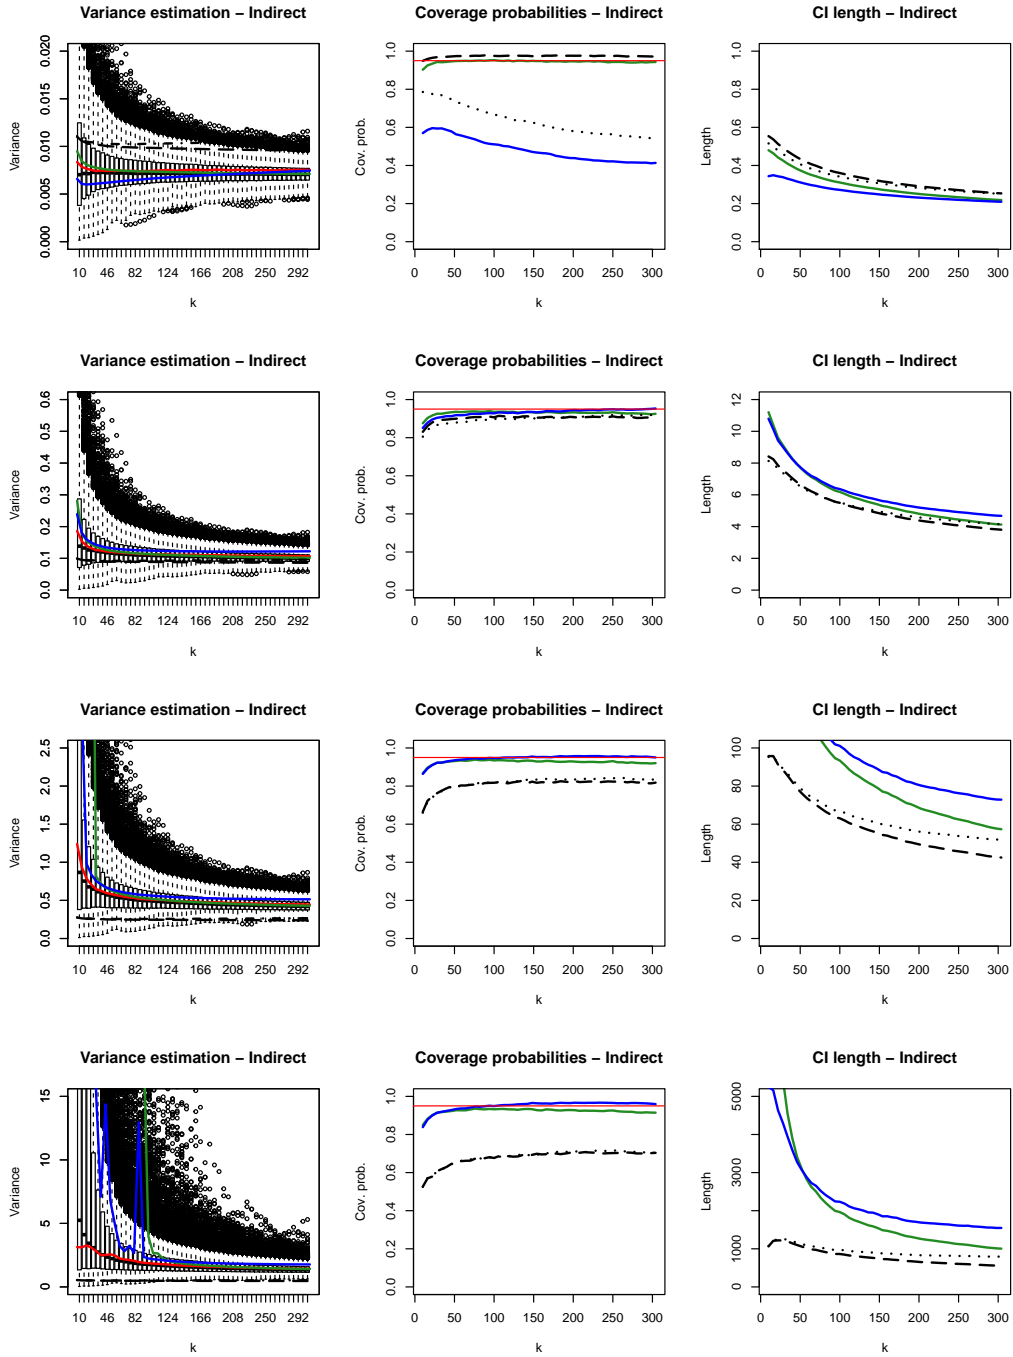 Variance estimation – Indirect
Coverage probabilities – Indirect
CI length – Indirect
Variance
0.000 0.005 0.010 0.015 0.020
10 46 82 124 166 208 250 292
k
Cov. prob.
0.0 0.2 0.4 0.6 0.8 1.0
0 50 100 150 200 250 300
k
Length
0.0 0.2 0.4 0.6 0.8 1.0
0 50 100 150 200 250 300
k
Variance estimation – Indirect
Coverage probabilities – Indirect
CI length – Indirect
Variance
0.0 0.1 0.2 0.3 0.4 0.5 0.6
10 46 82 124 166 208 250 292
k
Cov. prob.
0.0 0.2 0.4 0.6 0.8 1.0
0 50 100 150 200 250 300
k
Length
0 2 4 6 8 10 12
0 50 100 150 200 250 300
k
Variance estimation – Indirect
Coverage probabilities – Indirect
CI length – Indirect
Variance
0.0 0.5 1.0 1.5 2.0 2.5
10 46 82 124 166 208 250 292
k
Cov. prob.
0.0 0.2 0.4 0.6 0.8 1.0
0 50 100 150 200 250 300
k
Length
0 20 40 60 80 100
0 50 100 150 200 250 300
k
Variance estimation – Indirect
Coverage probabilities – Indirect
CI length – Indirect
Variance
0 5 10 15
10 46 82 124 166 208 250 292
k
Cov. prob.
0.0 0.2 0.4 0.6 0.8 1.0
0 50 100 150 200 250 300
k
Length
0 1000 3000 5000
0 50 100 150 200 250 300
k